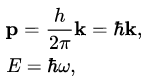 𝐩 = h/2π 𝐤 = ℏ𝐤,
E = ℏω,